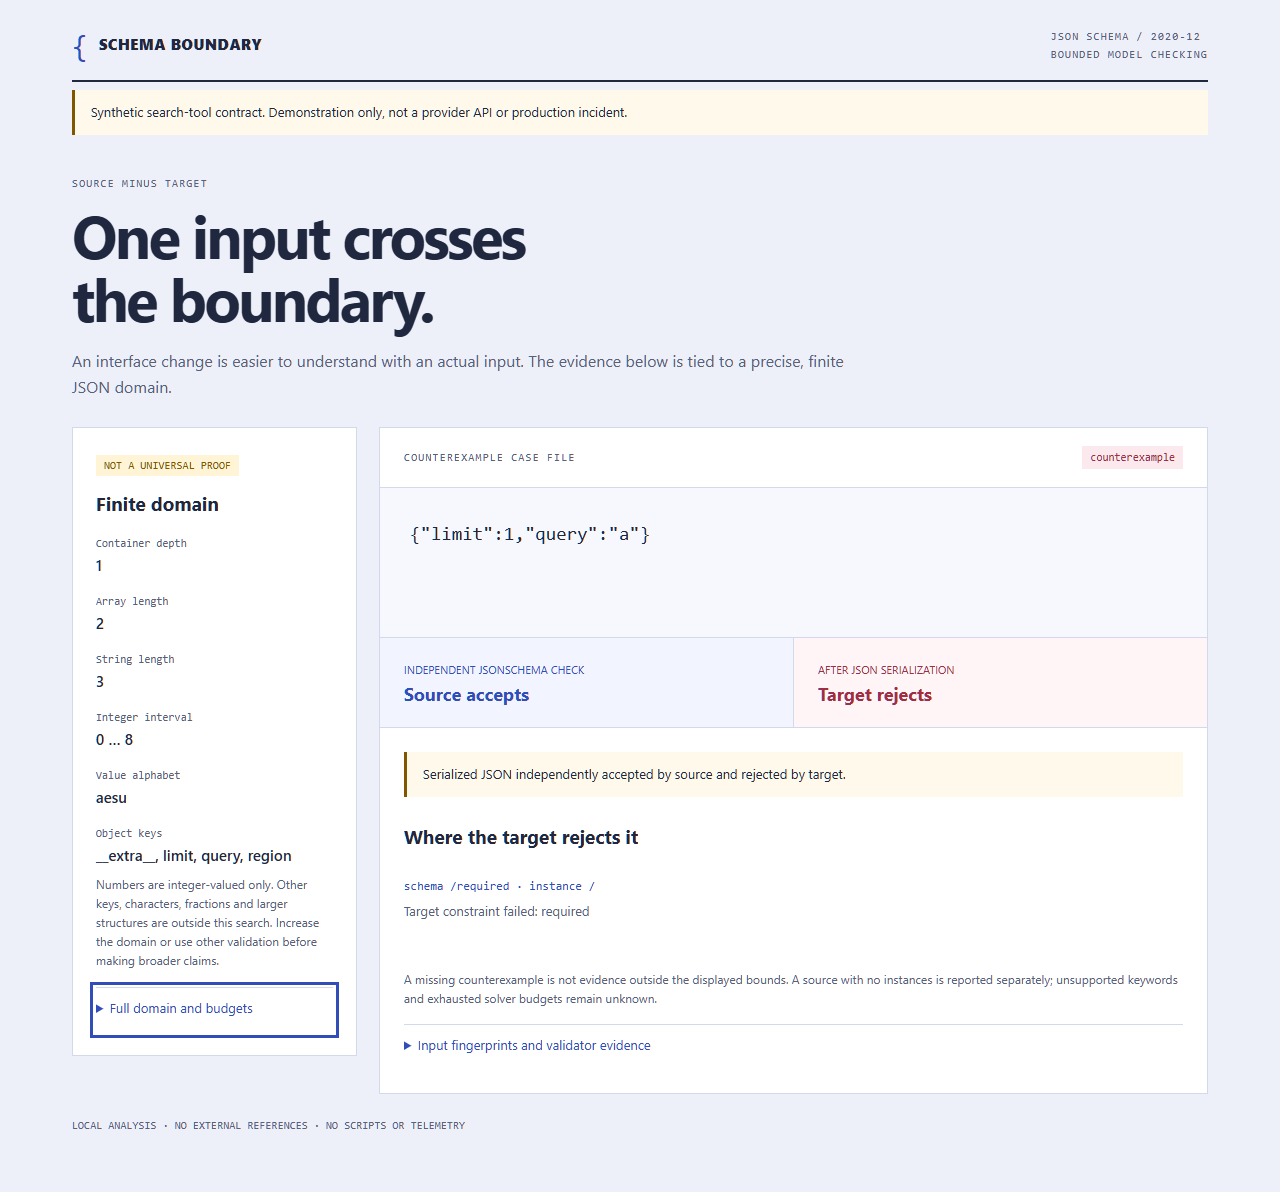 { SCHEMA BOUNDARY
JSON SCHEMA / 2020-12
BOUNDED MODEL CHECKING
Synthetic search-tool contract. Demonstration only, not a provider API or production incident.
SOURCE MINUS TARGET
One input crosses
the boundary.
An interface change is easier to understand with an actual input. The evidence below is tied to a precise, finite
JSON domain.
NOT A UNIVERSAL PROOF
Finite domain
Container depth
1
Array length
2
String length
3
Integer interval
0 … 8
Value alphabet
aesu
Object keys
__extra__, limit, query, region
Numbers are integer-valued only. Other
keys, characters, fractions and larger
structures are outside this search. Increase
the domain or use other validation before
making broader claims.
▶ Full domain and budgets
COUNTEREXAMPLE CASE FILE
counterexample
{"limit":1,"query":"a"}
INDEPENDENT JSONSCHEMA CHECK
Source accepts
AFTER JSON SERIALIZATION
Target rejects
Serialized JSON independently accepted by source and rejected by target.
Where the target rejects it
schema /required · instance /
Target constraint failed: required
A missing counterexample is not evidence outside the displayed bounds. A source with no instances is reported separately; unsupported keywords
and exhausted solver budgets remain unknown.
▶ Input fingerprints and validator evidence
LOCAL ANALYSIS · NO EXTERNAL REFERENCES · NO SCRIPTS OR TELEMETRY